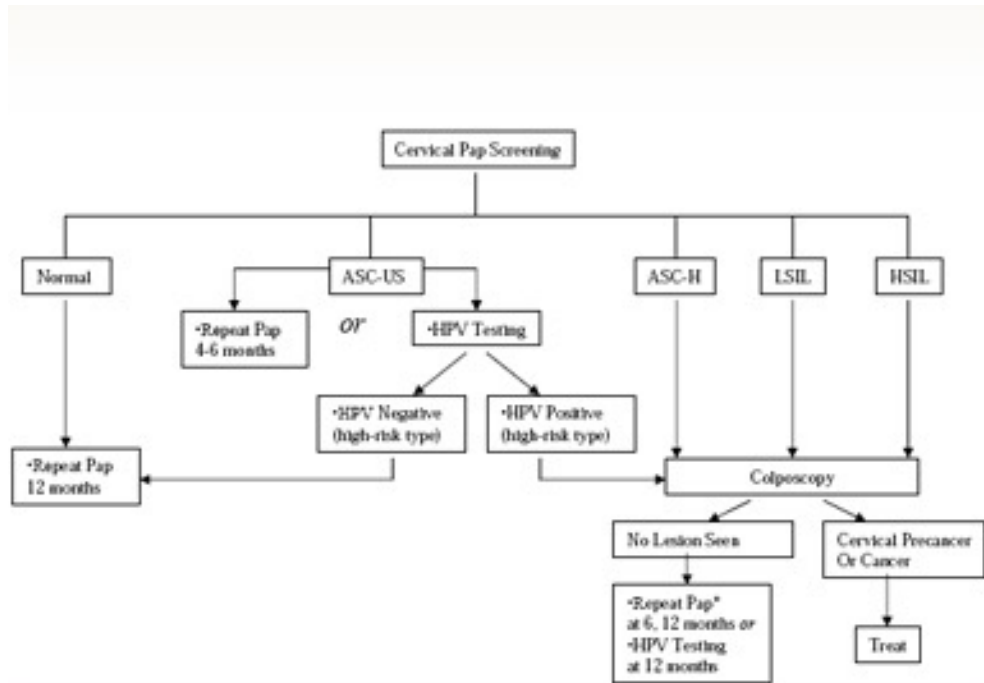 Cervical Pap Screening
Normal
ASC-US
ASC-H
LSIL
HSIL
•Repeat Pap
4-6 months
or
•HPV Testing
•HPV Negative
(high-risk type)
•HPV Positive
(high-risk type)
•Repeat Pap
12 months
Colposcopy
No Lesion Seen
Cervical Precancer
Or Cancer
•Repeat Pap*
at 6, 12 months or
•HPV Testing
at 12 months
Treat